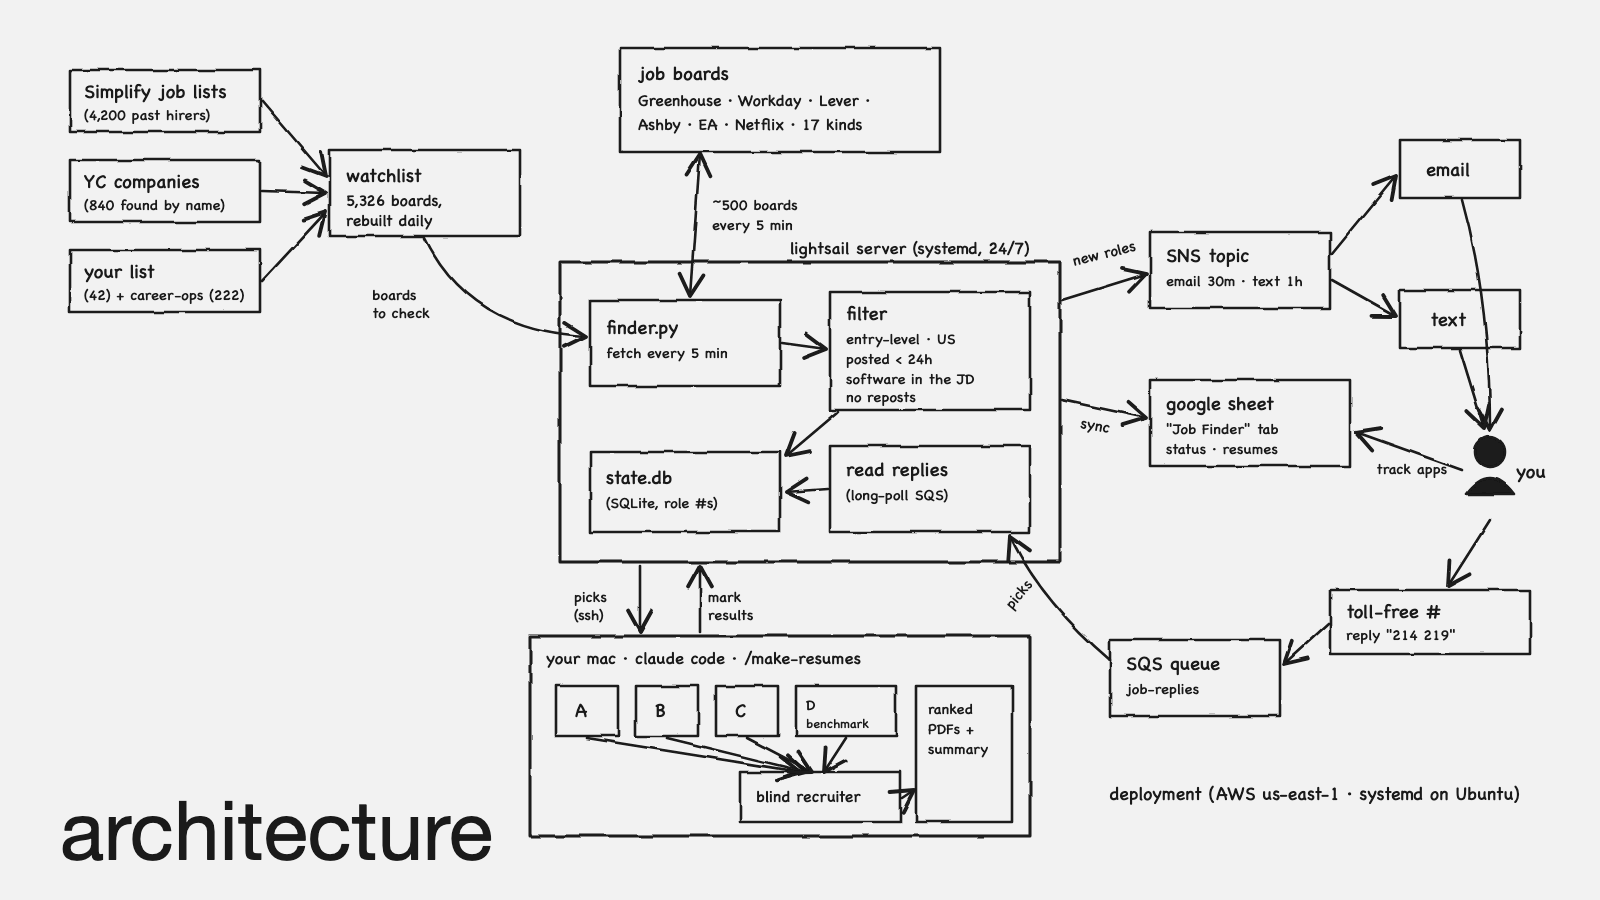 Simplify job lists
(4,200 past hirers)
YC companies
(840 found by name)
your list
(42) + career-ops (222)
watchlist
5,326 boards,
rebuilt daily
boards
to check
job boards
Greenhouse · Workday · Lever ·
Ashby · EA · Netflix · 17 kinds
~500 boards
every 5 min
lightsail server (systemd, 24/7)
finder.py
fetch every 5 min
filter
entry-level · US
posted < 24h
software in the JD
no reposts
state.db
(SQLite, role #s)
read replies
(long-poll SQS)
new roles
SNS topic
email 30m · text 1h
email
text
sync
google sheet
"Job Finder" tab
status · resumes
track apps
you
toll-free #
reply "214 219"
SQS queue
job-replies
picks
picks
(ssh)
mark
results
your mac · claude code · /make-resumes
A
B
C
D
benchmark
blind recruiter
ranked
PDFs +
summary
deployment (AWS us-east-1 · systemd on Ubuntu)
architecture